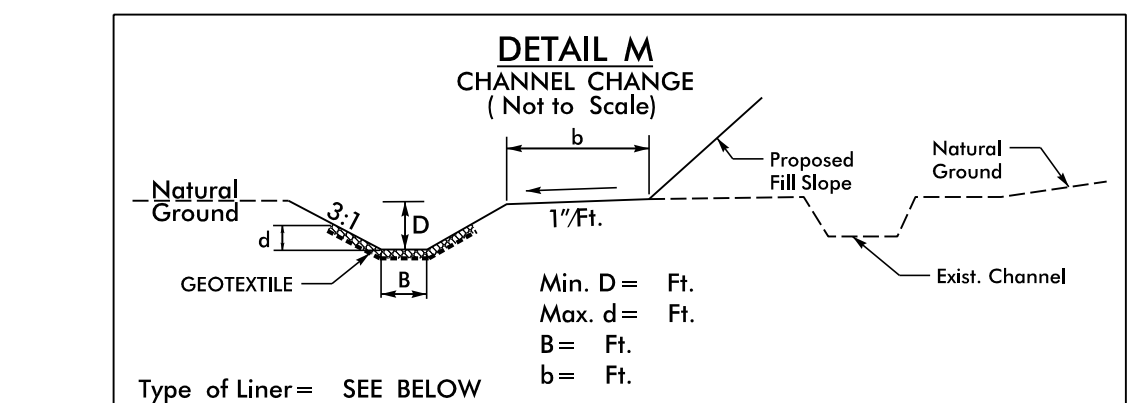 DETAIL M
CHANNEL CHANGE
( Not to Scale)
b
Natural
Ground
Proposed
Fill Slope
Natural
Ground
3:1
D
1"/Ft.
d
GEOTEXTILE
B
Exist. Channel
Min. D = Ft.
Max. d = Ft.
B = Ft.
b = Ft.
Type of Liner = SEE BELOW